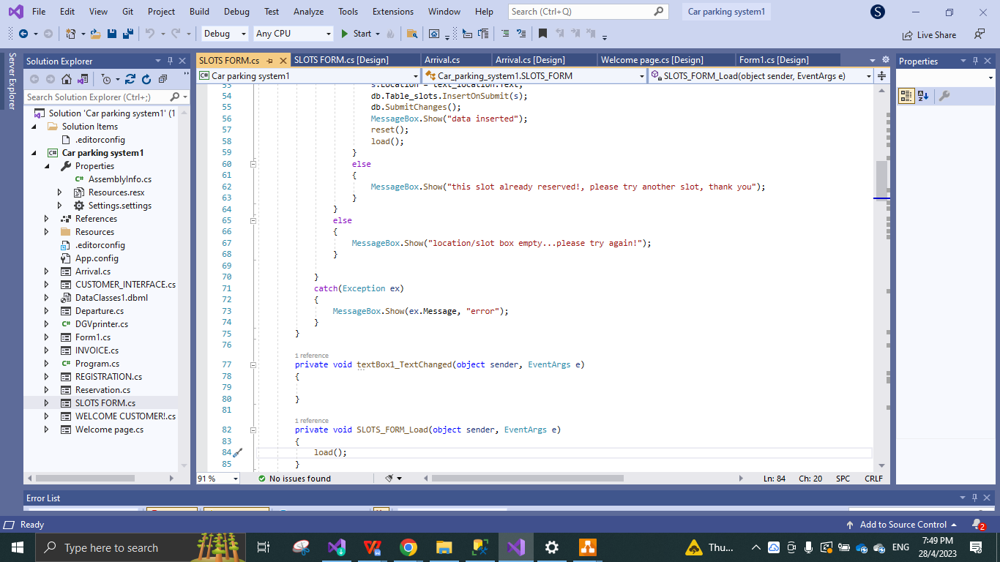 File Edit View Git Project Build Debug Test Analyze Tools Extensions Window Help Search (Ctrl+Q) Car parking system1 S
Debug Any CPU Start Live Share
Server Explorer
Solution Explorer
Search Solution Explorer (Ctrl+;)
Solution 'Car parking system1' (1
Solution Items
.editorconfig
Car parking system1
Properties
AssemblyInfo.cs
Resources.resx
Settings.settings
References
Resources
.editorconfig
App.config
Arrival.cs
CUSTOMER_INTERFACE.cs
DataClasses1.dbml
Departure.cs
DGVprinter.cs
Form1.cs
INVOICE.cs
Program.cs
REGISTRATION.cs
Reservation.cs
SLOTS FORM.cs
WELCOME CUSTOMER!.cs
Welcome page.cs
SLOTS FORM.cs SLOTS FORM.cs [Design] Arrival.cs Arrival.cs [Design] Welcome page.cs [Design] Form1.cs [Design]
Car parking system1 Car_parking_system1.SLOTS_FORM SLOTS_FORM_Load(object sender, EventArgs e)
53 s.Location = text_location.Text;
54 db.Table_slots.InsertOnSubmit(s);
55 db.SubmitChanges();
56 MessageBox.Show("data inserted");
57 reset();
58 load();
59 }
60 else
61 {
62 MessageBox.Show("this slot already reserved!, please try another slot, thank you");
63 }
64 }
65 else
66 {
67 MessageBox.Show("location/slot box empty...please try again!");
68 }
69
70 }
71 catch(Exception ex)
72 {
73 MessageBox.Show(ex.Message, "error");
74 }
75 }
76
1 reference
77 private void textBox1_TextChanged(object sender, EventArgs e)
78 {
79
80 }
81
1 reference
82 private void SLOTS_FORM_Load(object sender, EventArgs e)
83 {
84 load();
85 }
91 % No issues found Ln: 84 Ch: 20 SPC CRLF
Properties
Error List
Ready Add to Source Control 2
Type here to search Thu... ENG 7:49 PM
28/4/2023